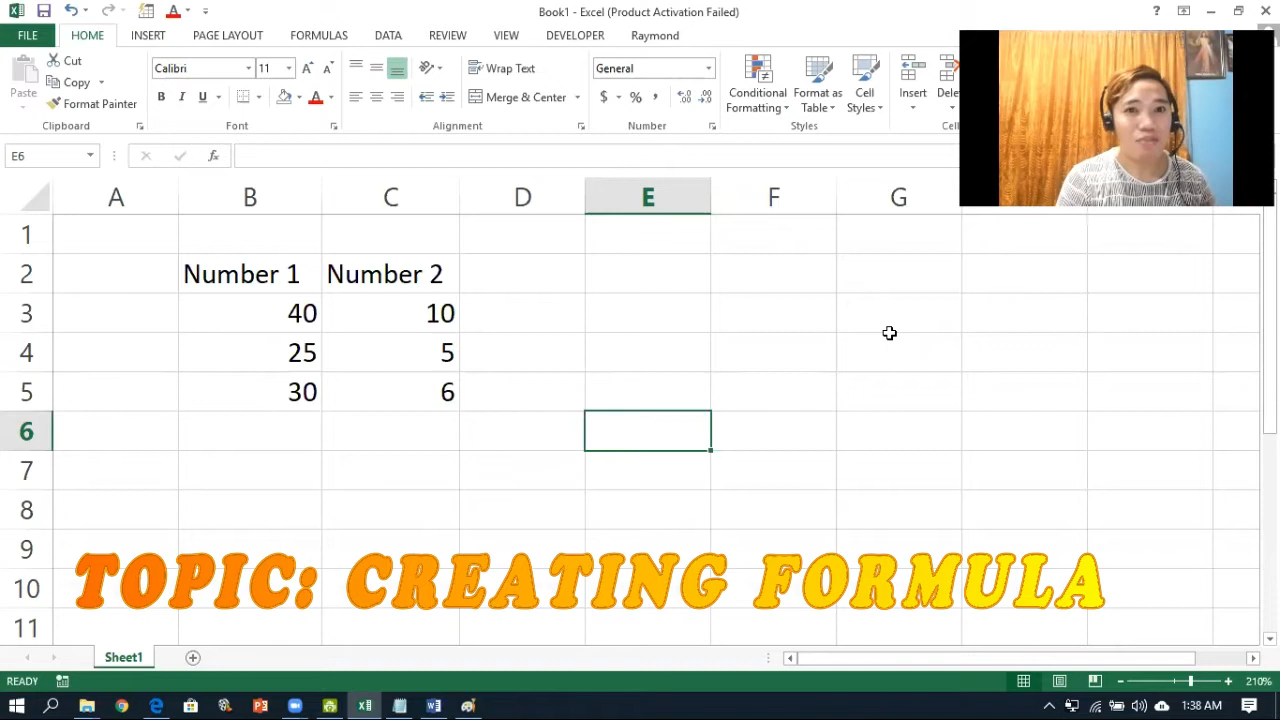 Book1 - Excel (Product Activation Failed)
?
FILE HOME INSERT PAGE LAYOUT FORMULAS DATA REVIEW VIEW DEVELOPER Raymond
Paste
Cut
Copy
Format Painter
Clipboard
Calibri 11
B I U
A
Font
Wrap Text
Merge & Center
Alignment
General
$ % ,
Number
Conditional Formatting
Format as Table
Cell Styles
Styles
Insert
Dele
Cel
E6
fx
A B C D E F G
1
2 Number 1 Number 2
3 40 10
4 25 5
5 30 6
6
7
8
9
10
11
TOPIC: CREATING FORMULA
Sheet1
READY
210%
1:38 AM